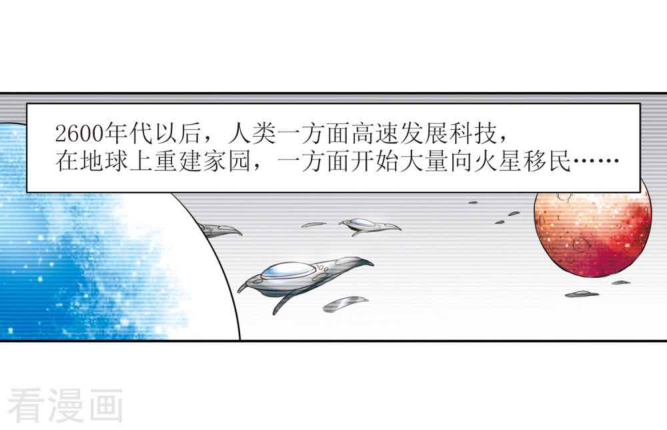 2600年代以后，人类一方面高速发展科技，
在地球上重建家园，一方面开始大量向火星移民……
看漫画